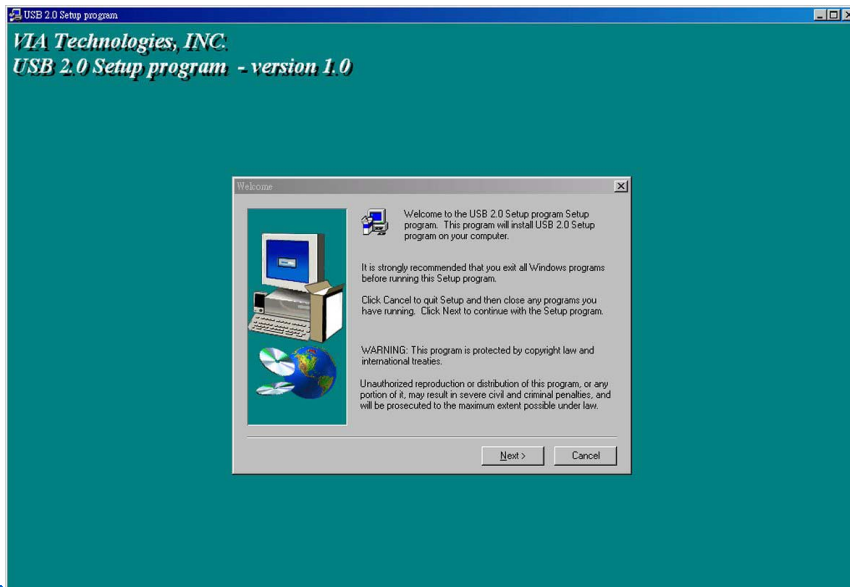 USB 2.0 Setup program
VIA Technologies, INC.
USB 2.0 Setup program - version 1.0
Welcome
Welcome to the USB 2.0 Setup program Setup
program. This program will install USB 2.0 Setup
program on your computer.
It is strongly recommended that you exit all Windows programs
before running this Setup program.
Click Cancel to quit Setup and then close any programs you
have running. Click Next to continue with the Setup program.
WARNING: This program is protected by copyright law and
international treaties.
Unauthorized reproduction or distribution of this program, or any
portion of it, may result in severe civil and criminal penalties, and
will be prosecuted to the maximum extent possible under law.
Next >
Cancel